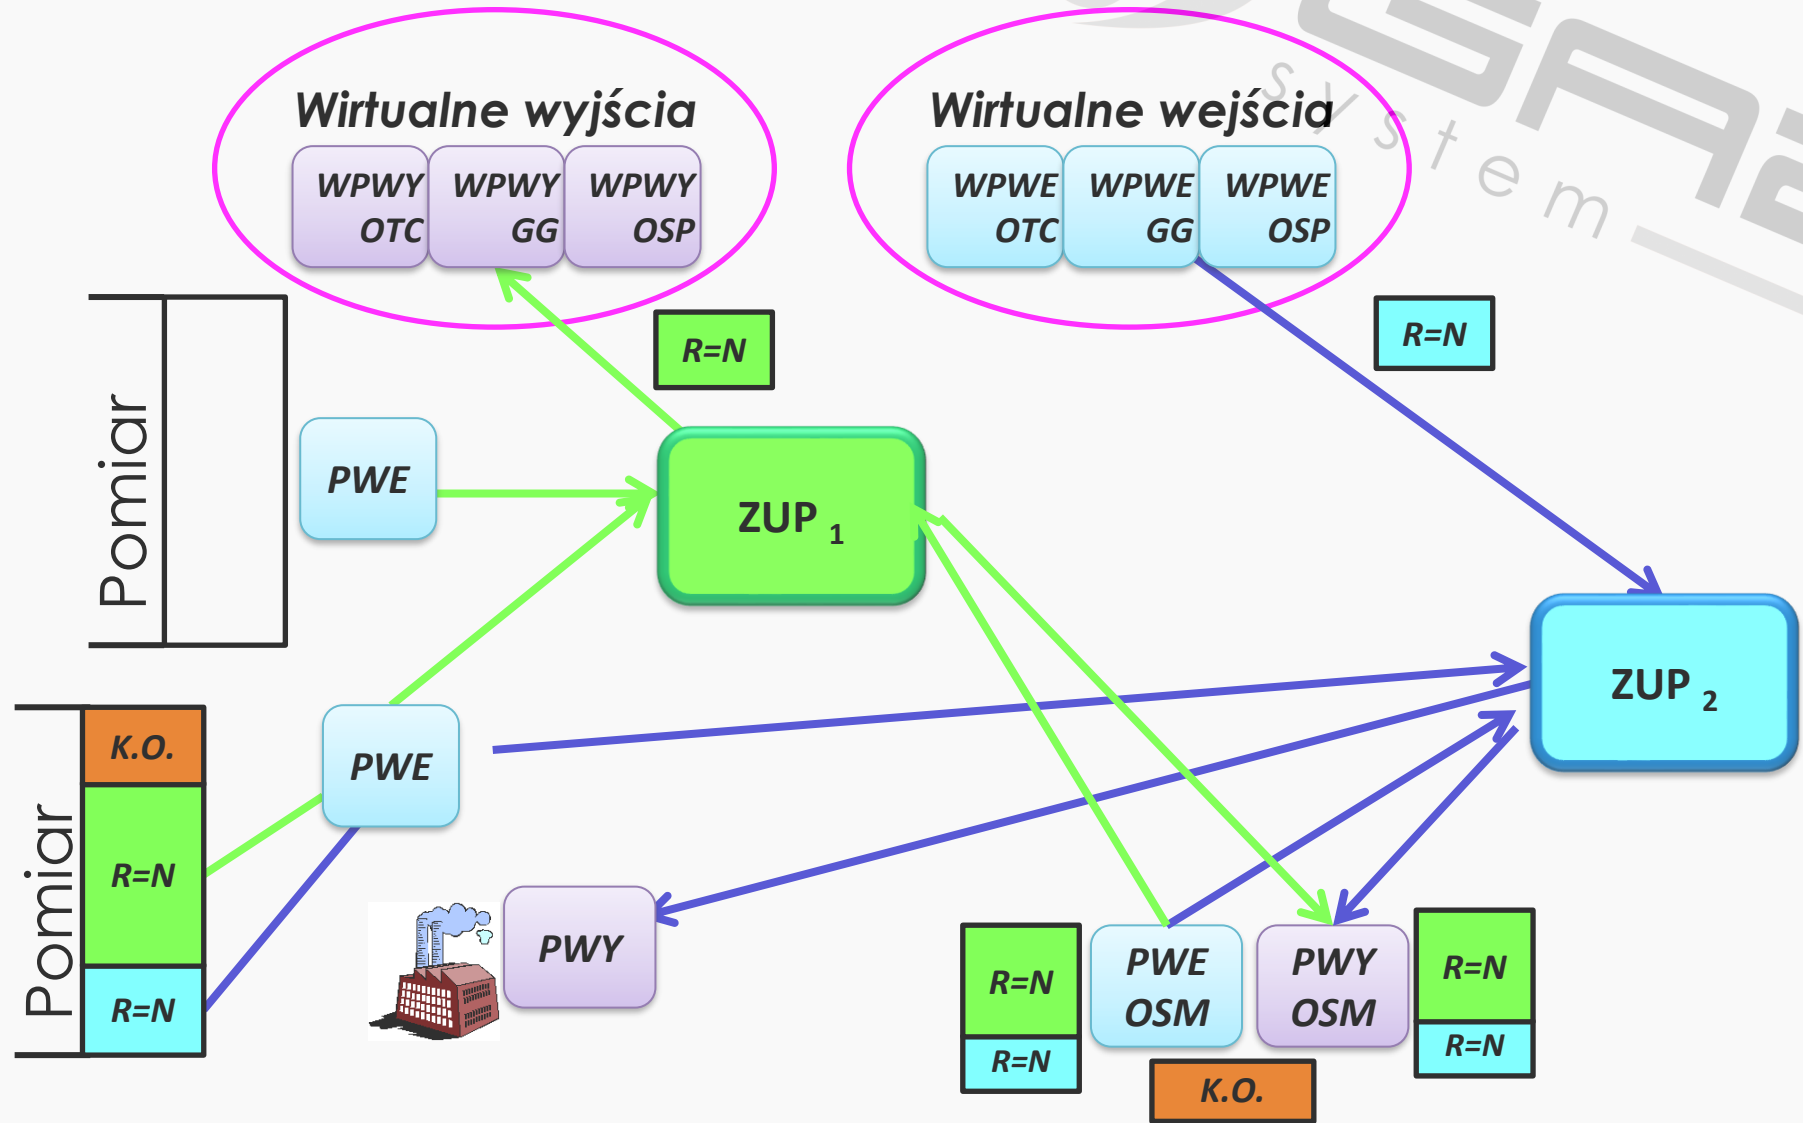 Wirtualne wyjścia
WPWY OTC
WPWY GG
WPWY OSP
Wirtualne wejścia
WPWE OTC
WPWE GG
WPWE OSP
system
R=N
R=N
Pomiar
PWE
ZUP 1
ZUP 2
Pomiar
K.O.
R=N
R=N
PWE
PWY
R=N
R=N
PWE
OSM
PWY
OSM
R=N
R=N
K.O.